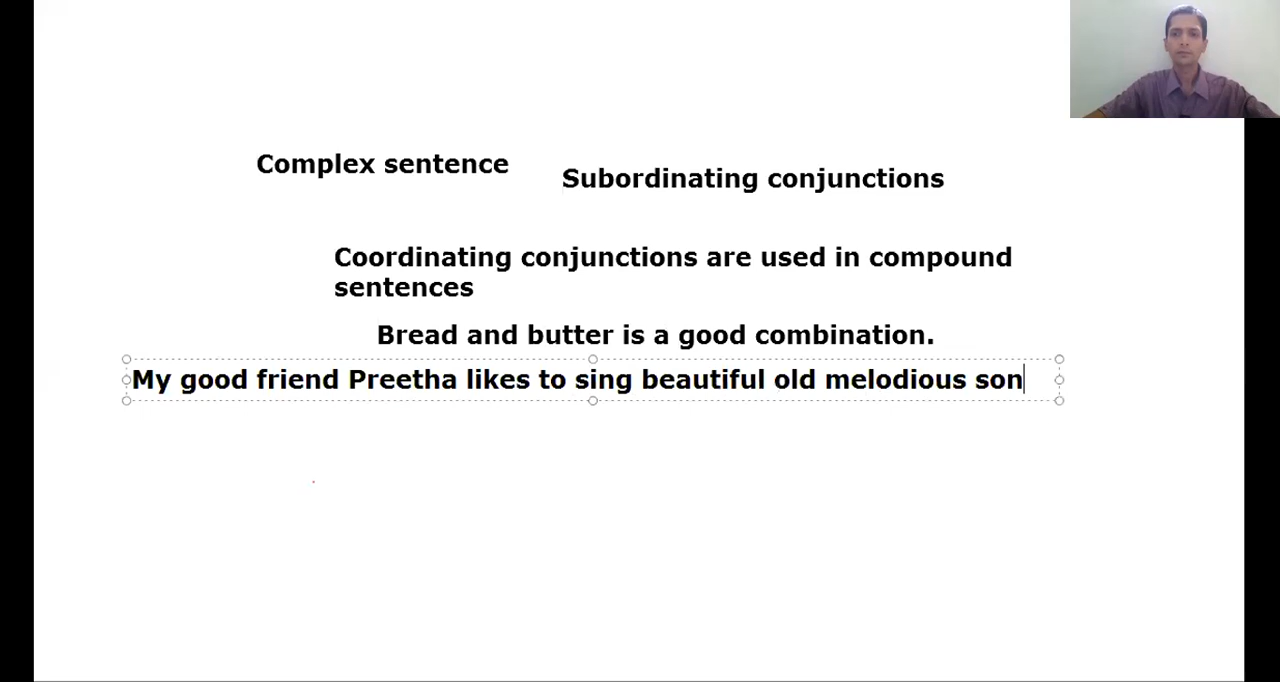 Complex sentence
Subordinating conjunctions
Coordinating conjunctions are used in compound
sentences
Bread and butter is a good combination.
My good friend Preetha likes to sing beautiful old melodious son